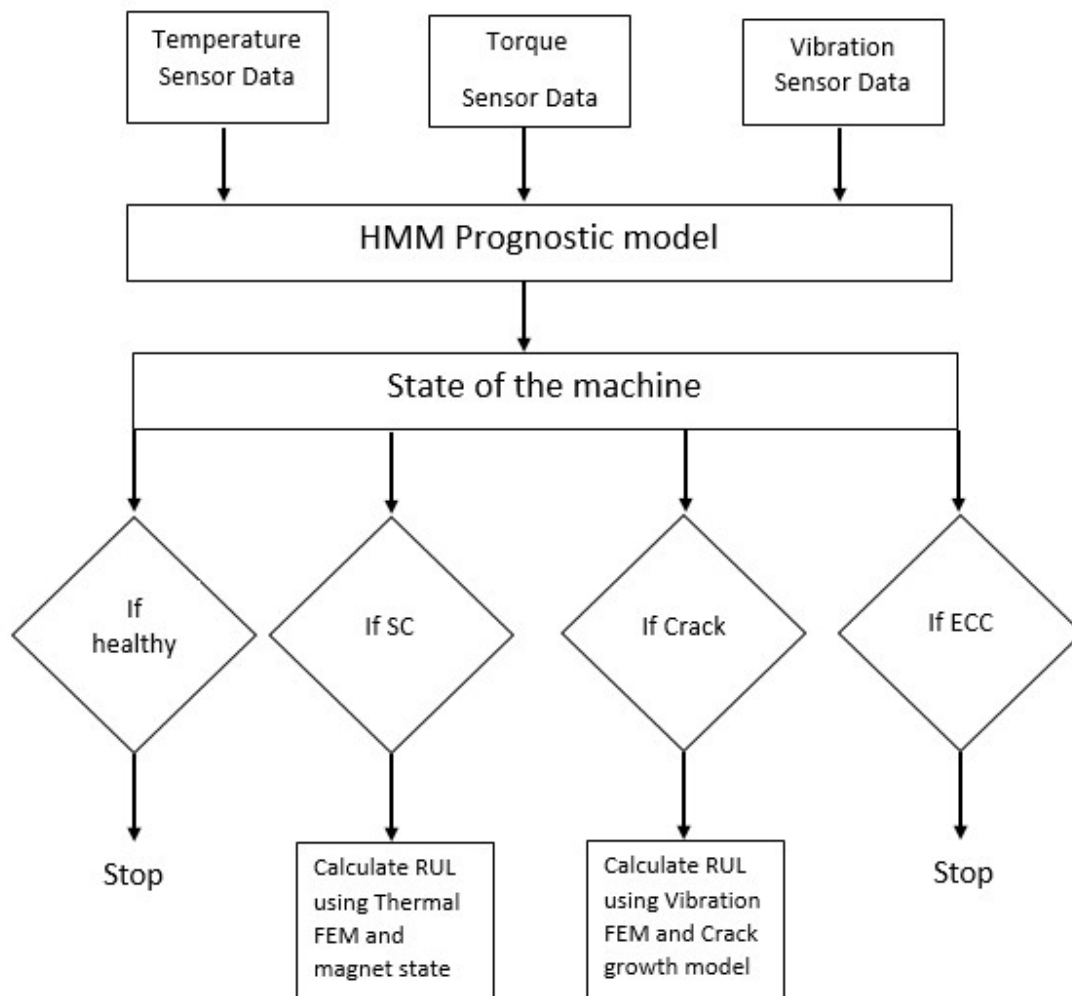 Temperature
Sensor Data
Torque
Sensor Data
Vibration
Sensor Data
HMM Prognostic model
State of the machine
If
healthy
If SC
If Crack
If ECC
Stop
Calculate RUL
using Thermal
FEM and
magnet state
Calculate RUL
using Vibration
FEM and Crack
growth model
Stop